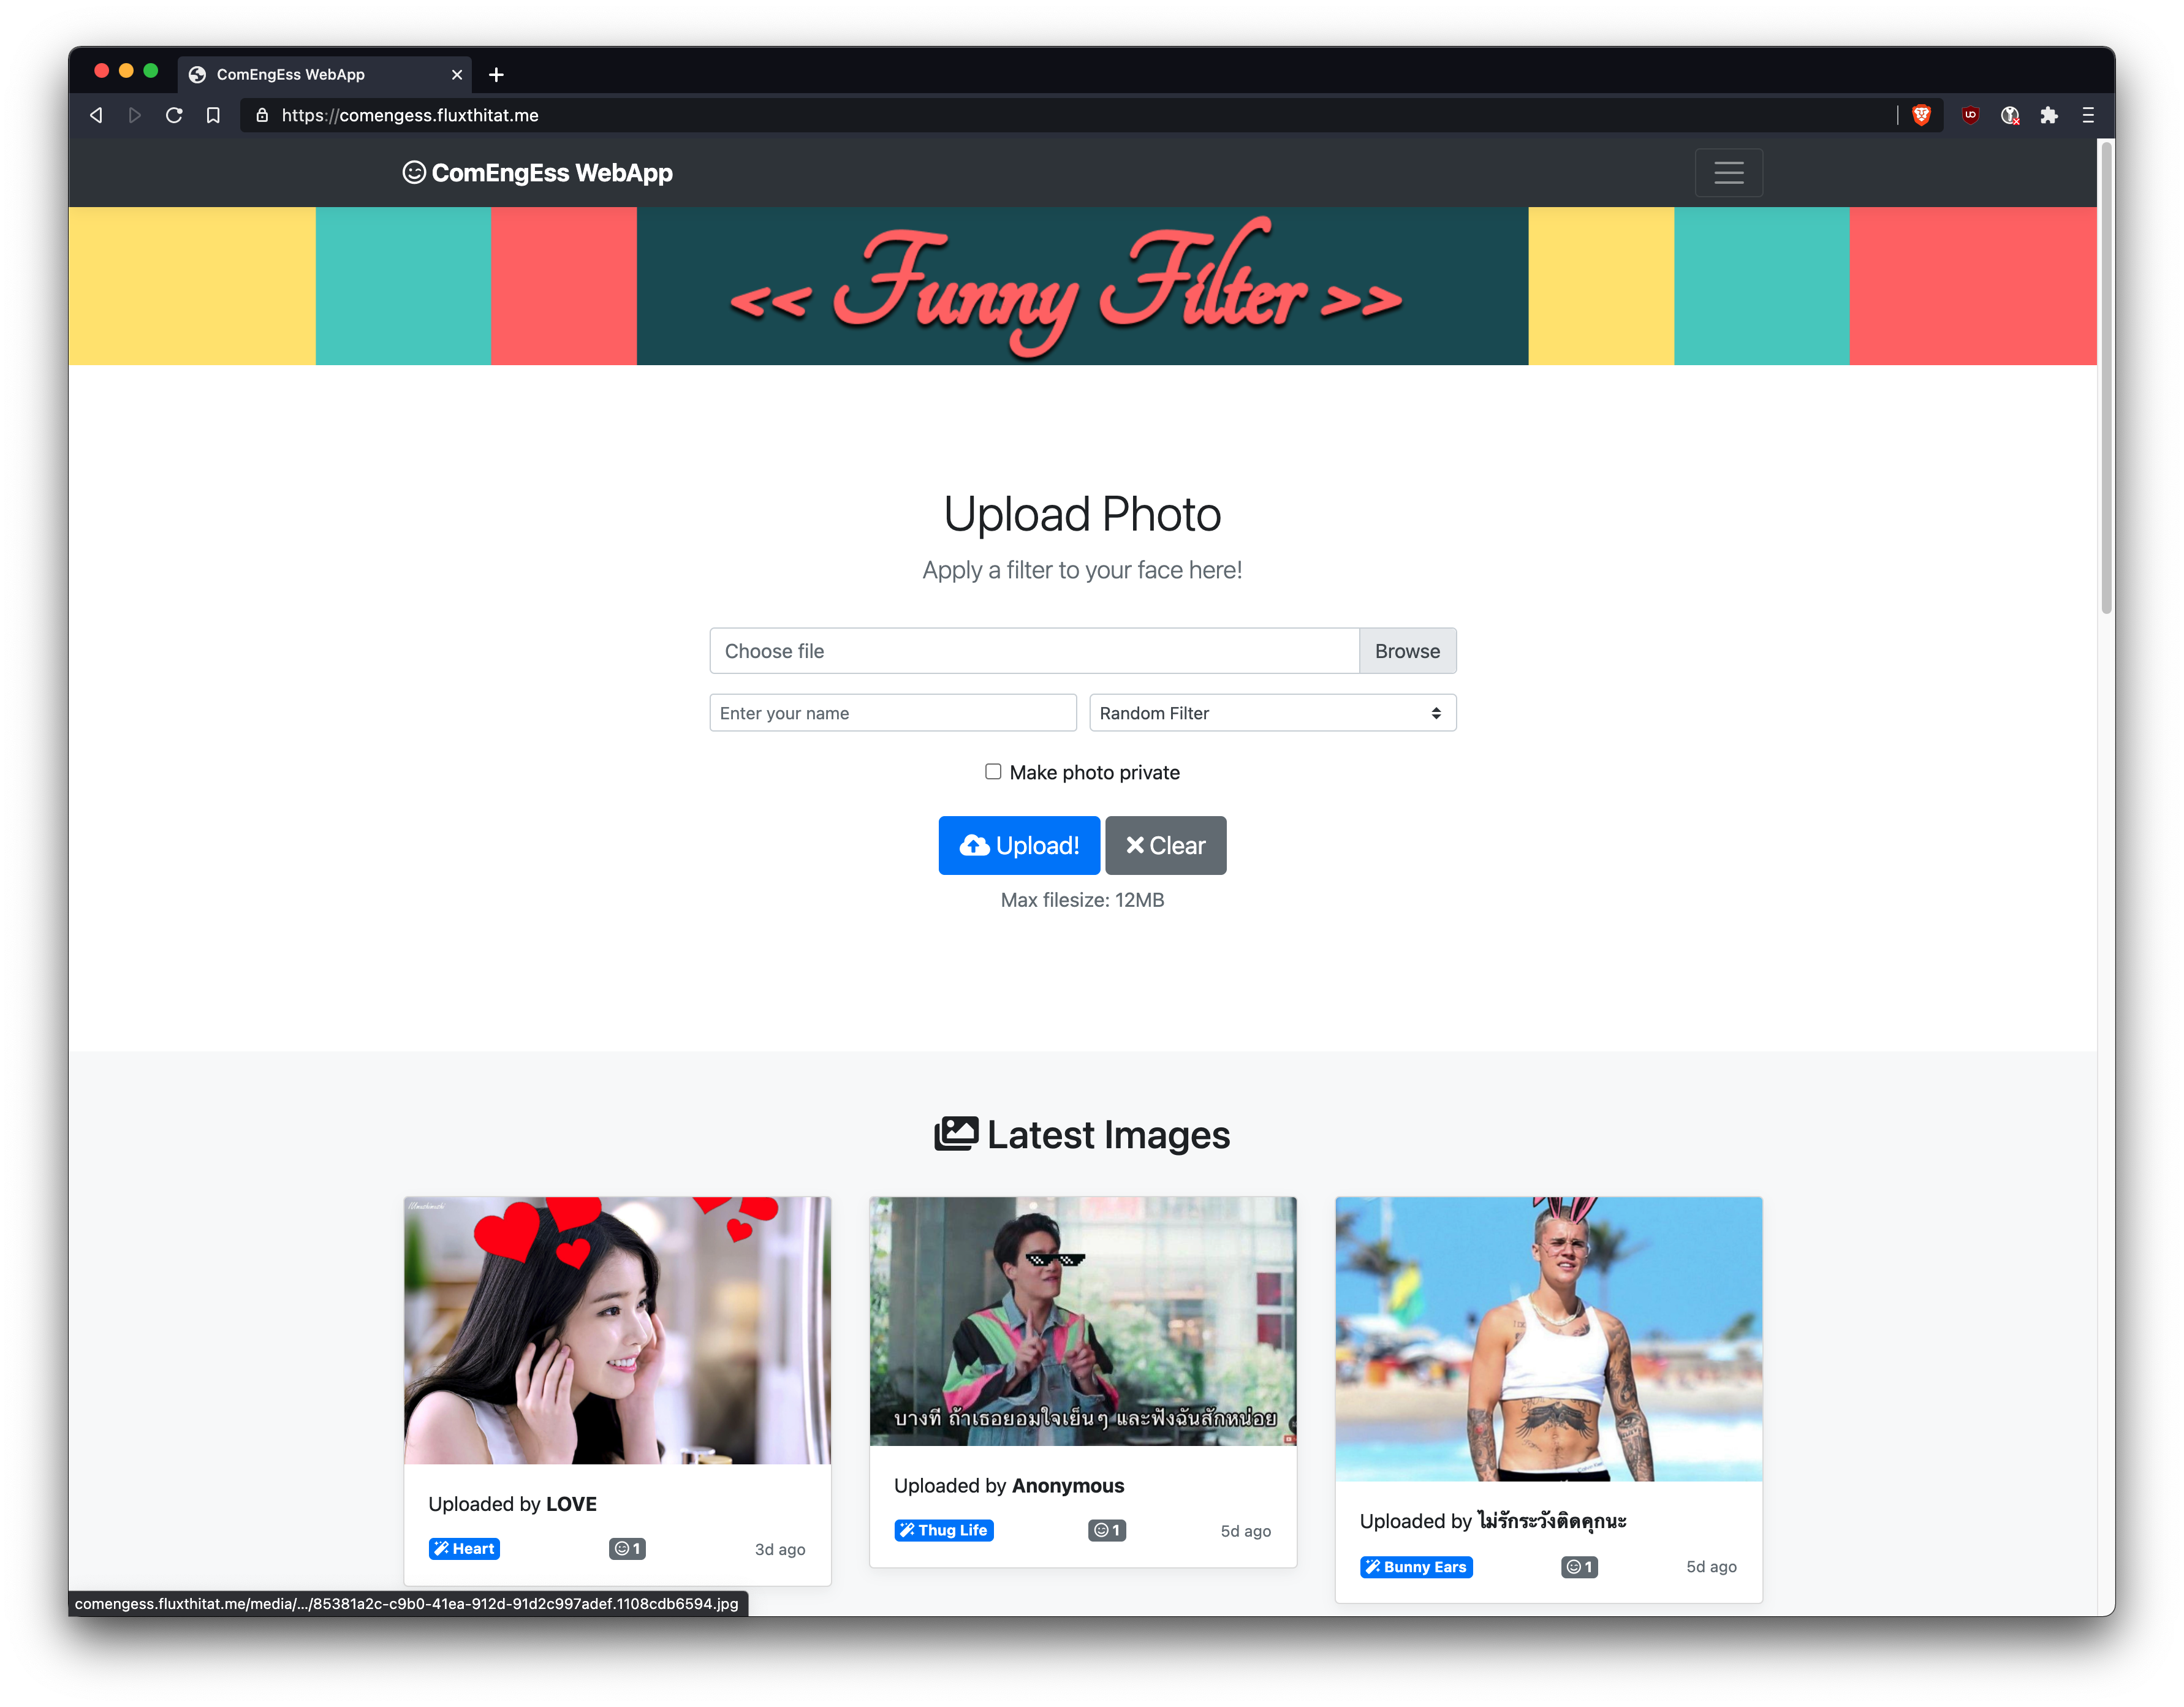 ComEngEss WebApp
https://comengess.fluxthitat.me
ComEngEss WebApp
<< Funny Filter >>
Upload Photo
Apply a filter to your face here!
Choose file
Browse
Enter your name
Random Filter
Make photo private
Upload!
Clear
Max filesize: 12MB
Latest Images
บางที ถ้าเธอยอมใจเย็นๆ และฟังฉันสักหน่อย
Uploaded by LOVE
Heart
1
3d ago
Uploaded by Anonymous
Thug Life
1
5d ago
Uploaded by ไม่รักระวังติดคุกนะ
Bunny Ears
1
5d ago
comengess.fluxthitat.me/media/.../85381a2c-c9b0-41ea-912d-91d2c997adef.1108cdb6594.jpg